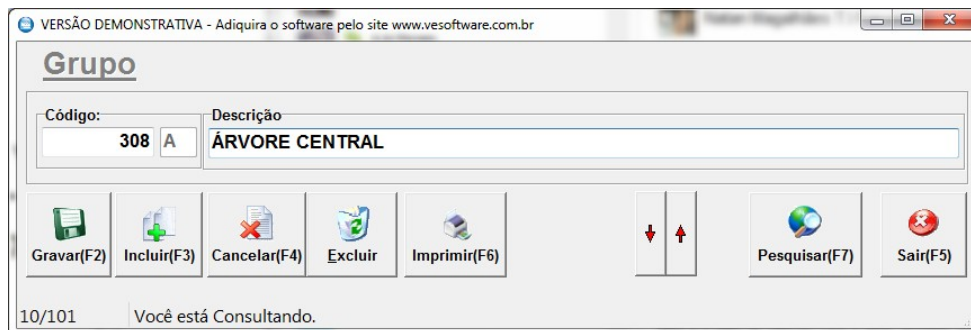 VERSÃO DEMONSTRATIVA - Adiquira o software pelo site www.vesoftware.com.br
Grupo
Código: Descrição
308 A ÁRVORE CENTRAL
Gravar(F2) Incluir(F3) Cancelar(F4) Excluir Imprimir(F6) Pesquisar(F7) Sair(F5)
10/101 Você está Consultando.